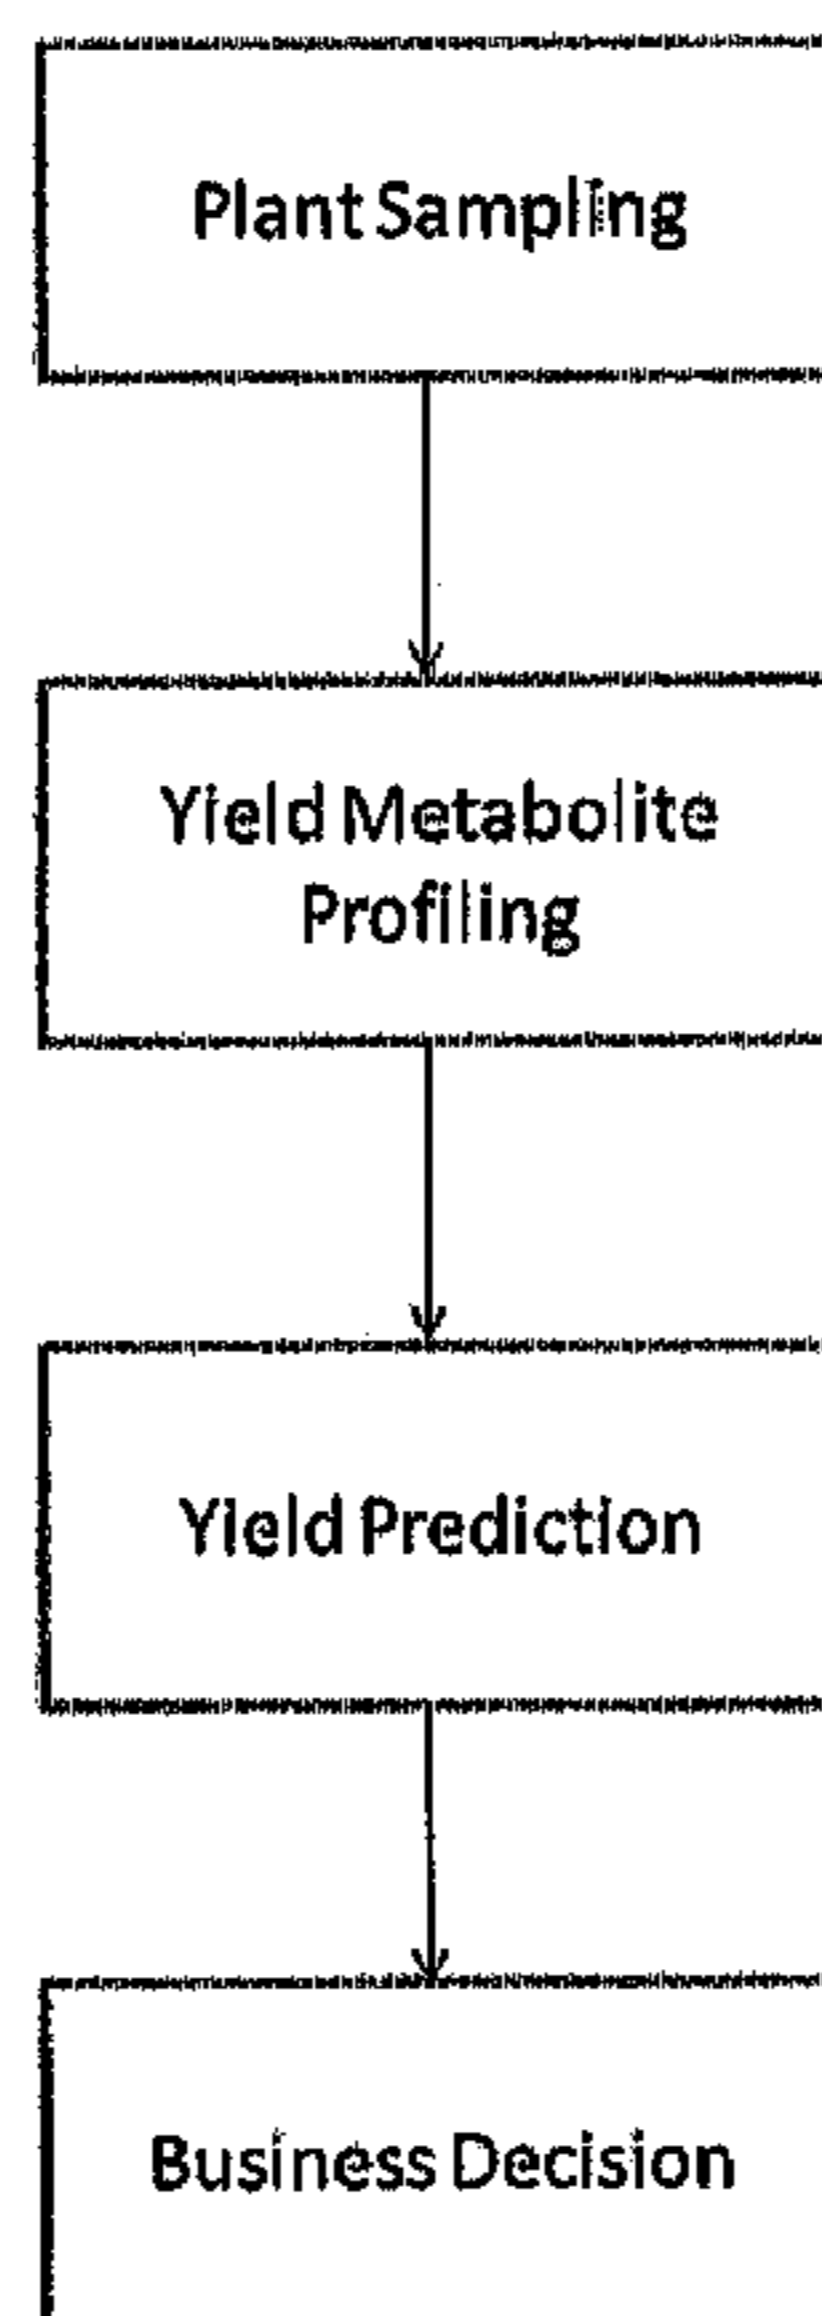 Plant Sampling
Yield Metabolite
Profiling
Yield Prediction
Business Decision